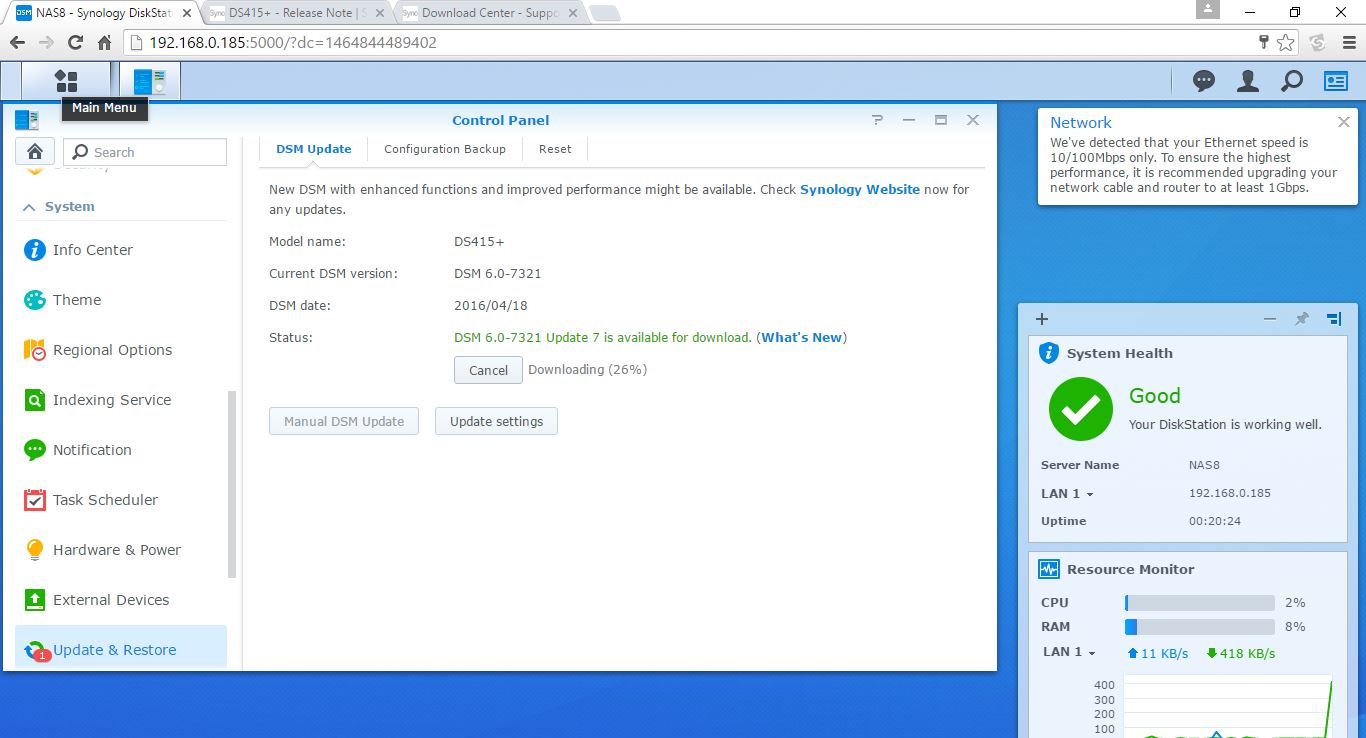 NAS8 - Synology DiskStat
DS415+ - Release Note | S
Download Center - Suppo
192.168.0.185:5000/?dc=1464844489402
Main Menu
Control Panel
Search
Security
System
Info Center
Theme
Regional Options
Indexing Service
Notification
Task Scheduler
Hardware & Power
External Devices
1
Update & Restore
DSM Update
Configuration Backup
Reset
New DSM with enhanced functions and improved performance might be available. Check Synology Website now for
any updates.
Model name: DS415+
Current DSM version: DSM 6.0-7321
DSM date: 2016/04/18
Status: DSM 6.0-7321 Update 7 is available for download. (What's New)
Cancel Downloading (26%)
Manual DSM Update Update settings
Network
We've detected that your Ethernet speed is
10/100Mbps only. To ensure the highest
performance, it is recommended upgrading your
network cable and router to at least 1Gbps.
System Health
Good
Your DiskStation is working well.
Server Name NAS8
LAN 1 192.168.0.185
Uptime 00:20:24
Resource Monitor
CPU 2%
RAM 8%
LAN 1 11 KB/s 418 KB/s
400
300
200
100